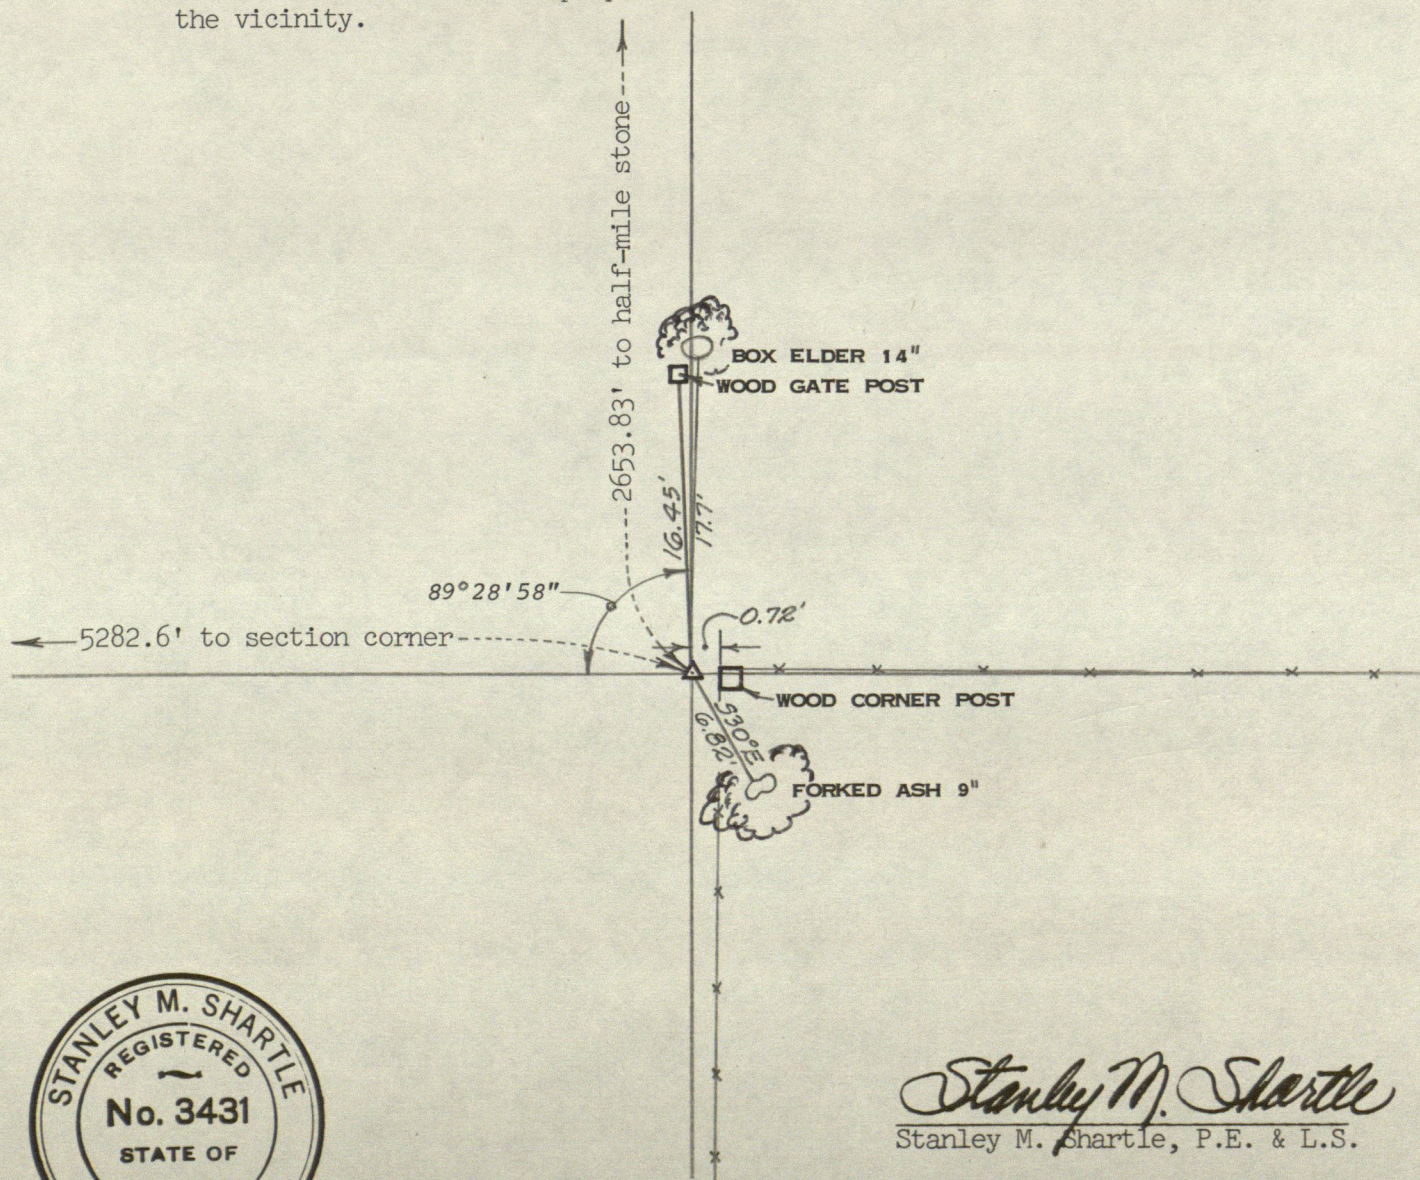 the vicinity.
2653.83' to half-mile stone
BOX ELDER 14"
WOOD GATE POST
16.45'
17.7'
89°28'58"
0.72'
5282.6' to section corner
WOOD CORNER POST
S30°E
6.82'
FORKED ASH 9"
STANLEY M. SHARTLE
REGISTERED
No. 3431
STATE OF
Stanley M. Shartle
Stanley M. Shartle, P.E. & L.S.